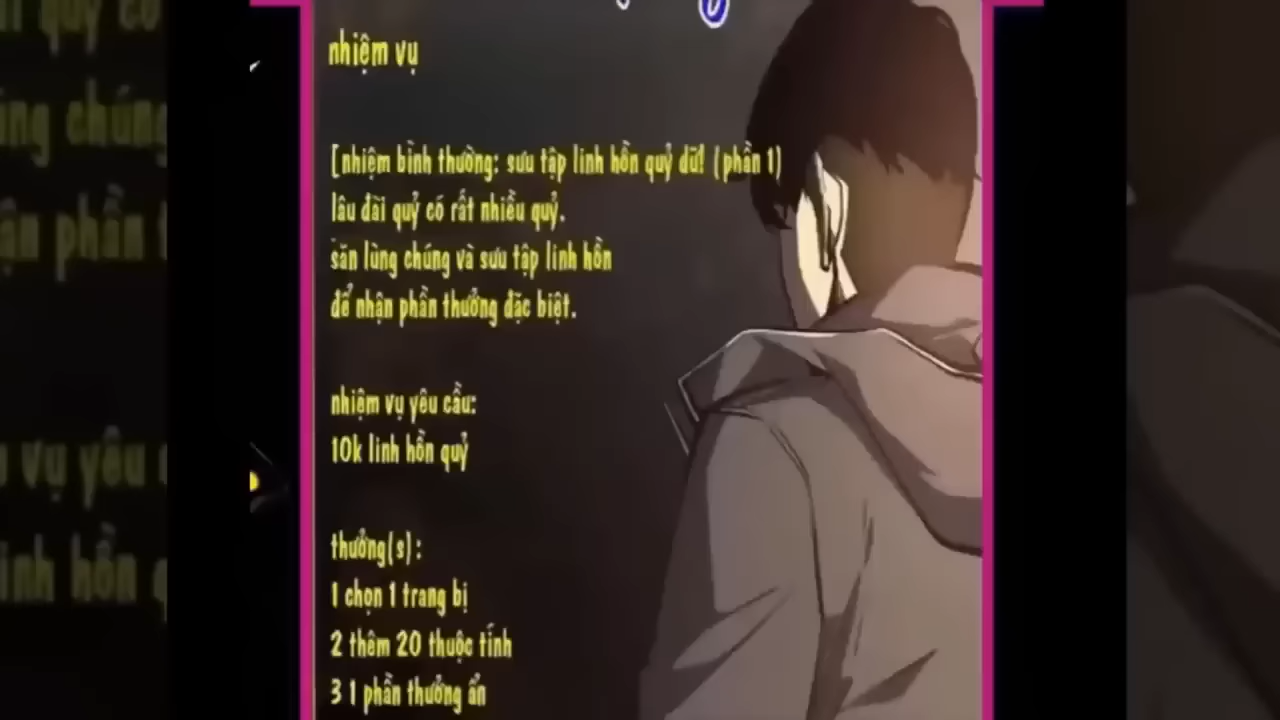 nhiệm vụ
[nhiệm bình thường: sưu tập linh hồn quỷ dữ! (phần 1)
lâu đài quỷ có rất nhiều quỷ.
săn lùng chúng và sưu tập linh hồn
để nhận phần thưởng đặc biệt.
nhiệm vụ yêu cầu:
10k linh hồn quỷ
thưởng(s):
1 chọn 1 trang bị
2 thêm 20 thuộc tính
3 1 phần thưởng ẩn